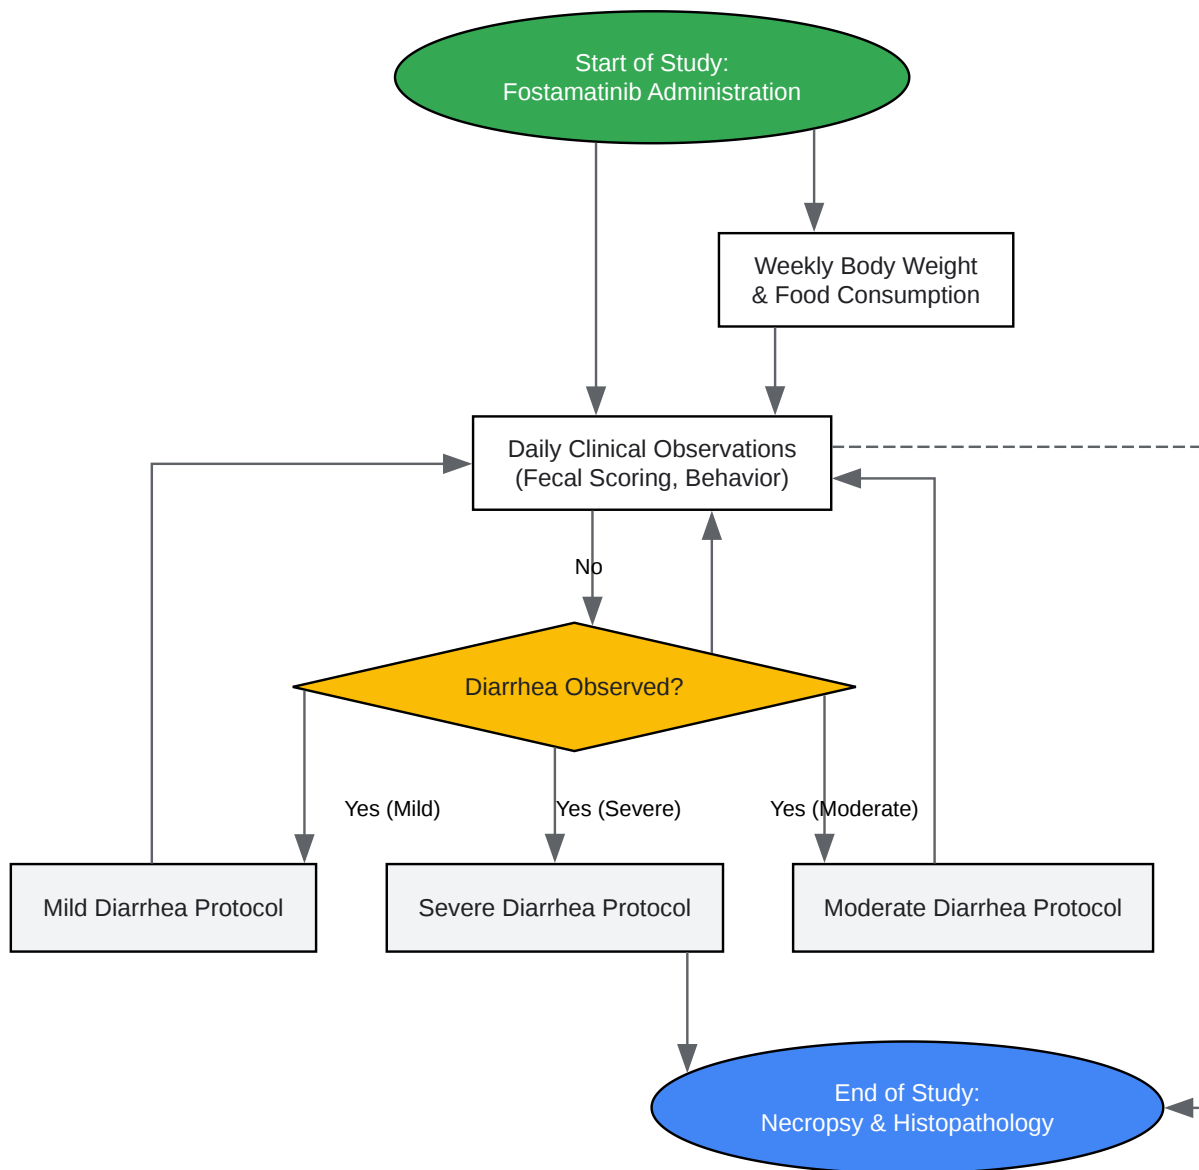 Start of Study:
Fostamatinib Administration
Weekly Body Weight
& Food Consumption
Daily Clinical Observations
(Fecal Scoring, Behavior)
No
Diarrhea Observed?
Yes (Mild)
Yes (Severe)
Yes (Moderate)
Mild Diarrhea Protocol
Severe Diarrhea Protocol
Moderate Diarrhea Protocol
End of Study:
Necropsy & Histopathology